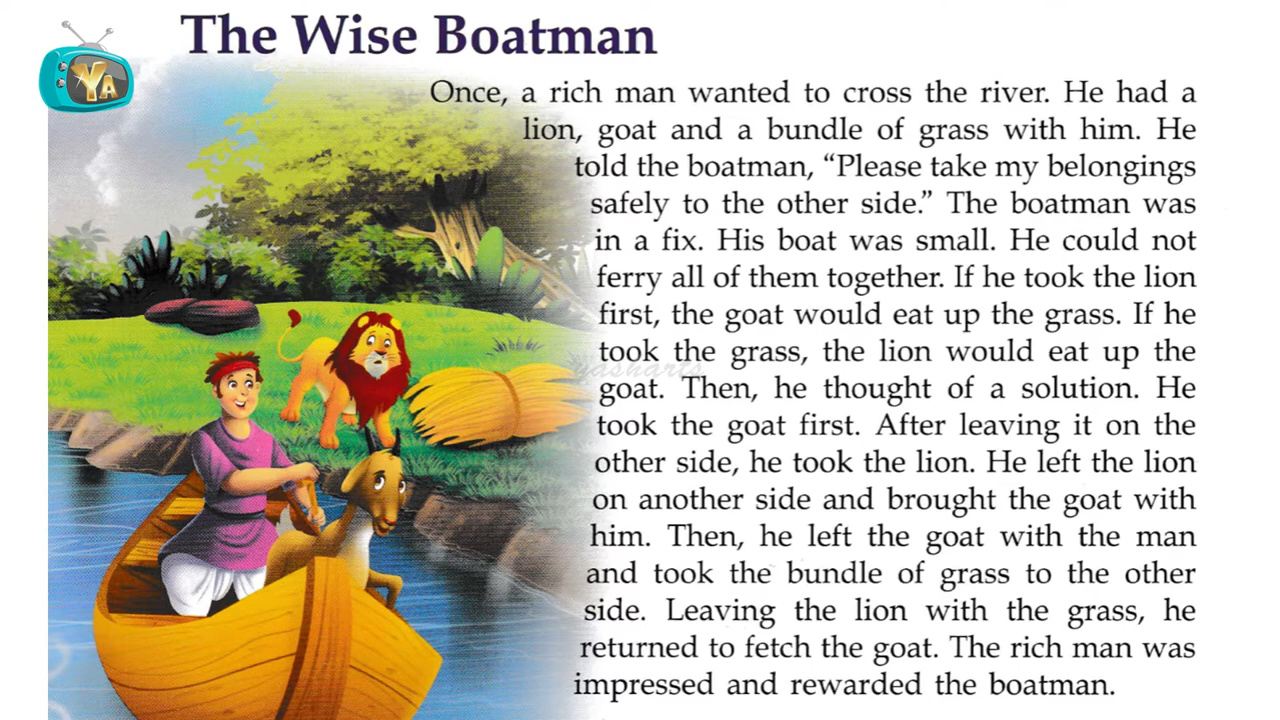 The Wise Boatman
YA
Once, a rich man wanted to cross the river. He had a
lion, goat and a bundle of grass with him. He
told the boatman, “Please take my belongings
safely to the other side.” The boatman was
in a fix. His boat was small. He could not
ferry all of them together. If he took the lion
first, the goat would eat up the grass. If he
took the grass, the lion would eat up the
yasharts
goat. Then, he thought of a solution. He
took the goat first. After leaving it on the
other side, he took the lion. He left the lion
on another side and brought the goat with
him. Then, he left the goat with the man
and took the bundle of grass to the other
side. Leaving the lion with the grass, he
returned to fetch the goat. The rich man was
impressed and rewarded the boatman.